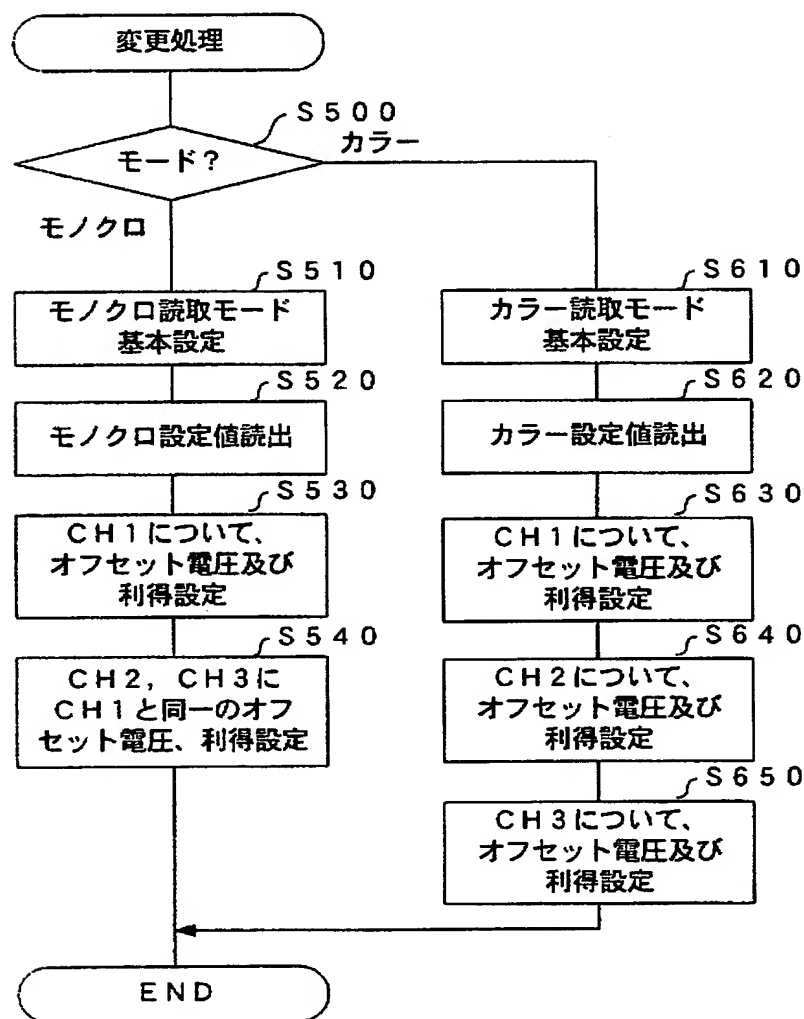 変更処理
S500
モード?
カラー
モノクロ
S510
モノクロ読取モード
基本設定
S520
モノクロ設定値読出
S530
CH1について、
オフセット電圧及び
利得設定
S540
CH2,CH3に
CH1と同一のオフ
セット電圧、利得設定
S610
カラー読取モード
基本設定
S620
カラー設定値読出
S630
CH1について、
オフセット電圧及び
利得設定
S640
CH2について、
オフセット電圧及び
利得設定
S650
CH3について、
オフセット電圧及び
利得設定
END